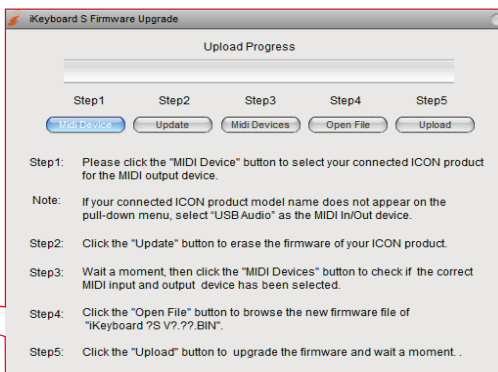 iKeyboard S Firmware Upgrade
Upload Progress
Step1 Step2 Step3 Step4 Step5
Midi Device Update Midi Devices Open File Upload
Step1: Please click the "MIDI Device" button to select your connected ICON product
for the MIDI output device.
Note: If your connected ICON product model name does not appear on the
pull-down menu, select “USB Audio” as the MIDI In/Out device.
Step2: Click the "Update" button to erase the firmware of your ICON product.
Step3: Wait a moment, then click the "MIDI Devices" button to check if the correct
MIDI input and output device has been selected.
Step4: Click the "Open File" button to browse the new firmware file of
"iKeyboard ?S V?.??.BIN".
Step5: Click the "Upload" button to upgrade the firmware and wait a moment. .